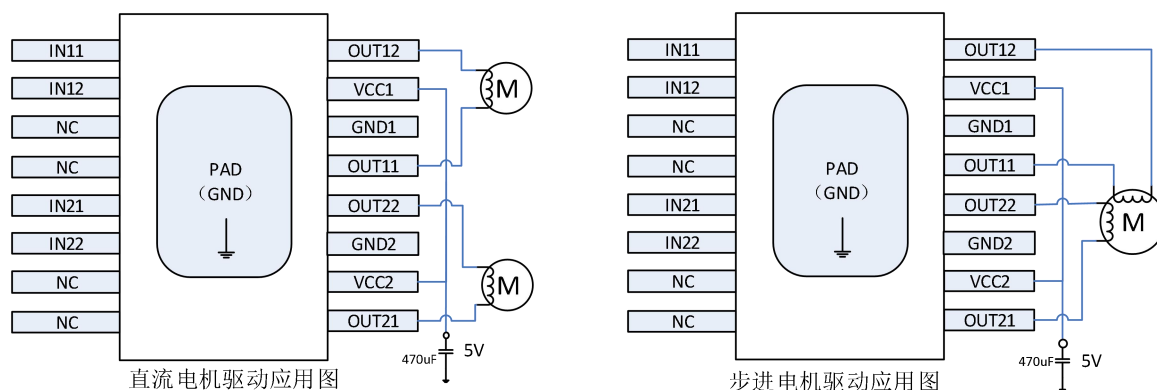 IN11
IN12
NC
NC
IN21
IN22
NC
NC
PAD
（GND）
OUT12
VCC1
GND1
OUT11
OUT22
GND2
VCC2
OUT21
M
M
470uF
5V
直流电机驱动应用图
IN11
IN12
NC
NC
IN21
IN22
NC
NC
PAD
（GND）
OUT12
VCC1
GND1
OUT11
OUT22
GND2
VCC2
OUT21
M
470uF
5V
步进电机驱动应用图